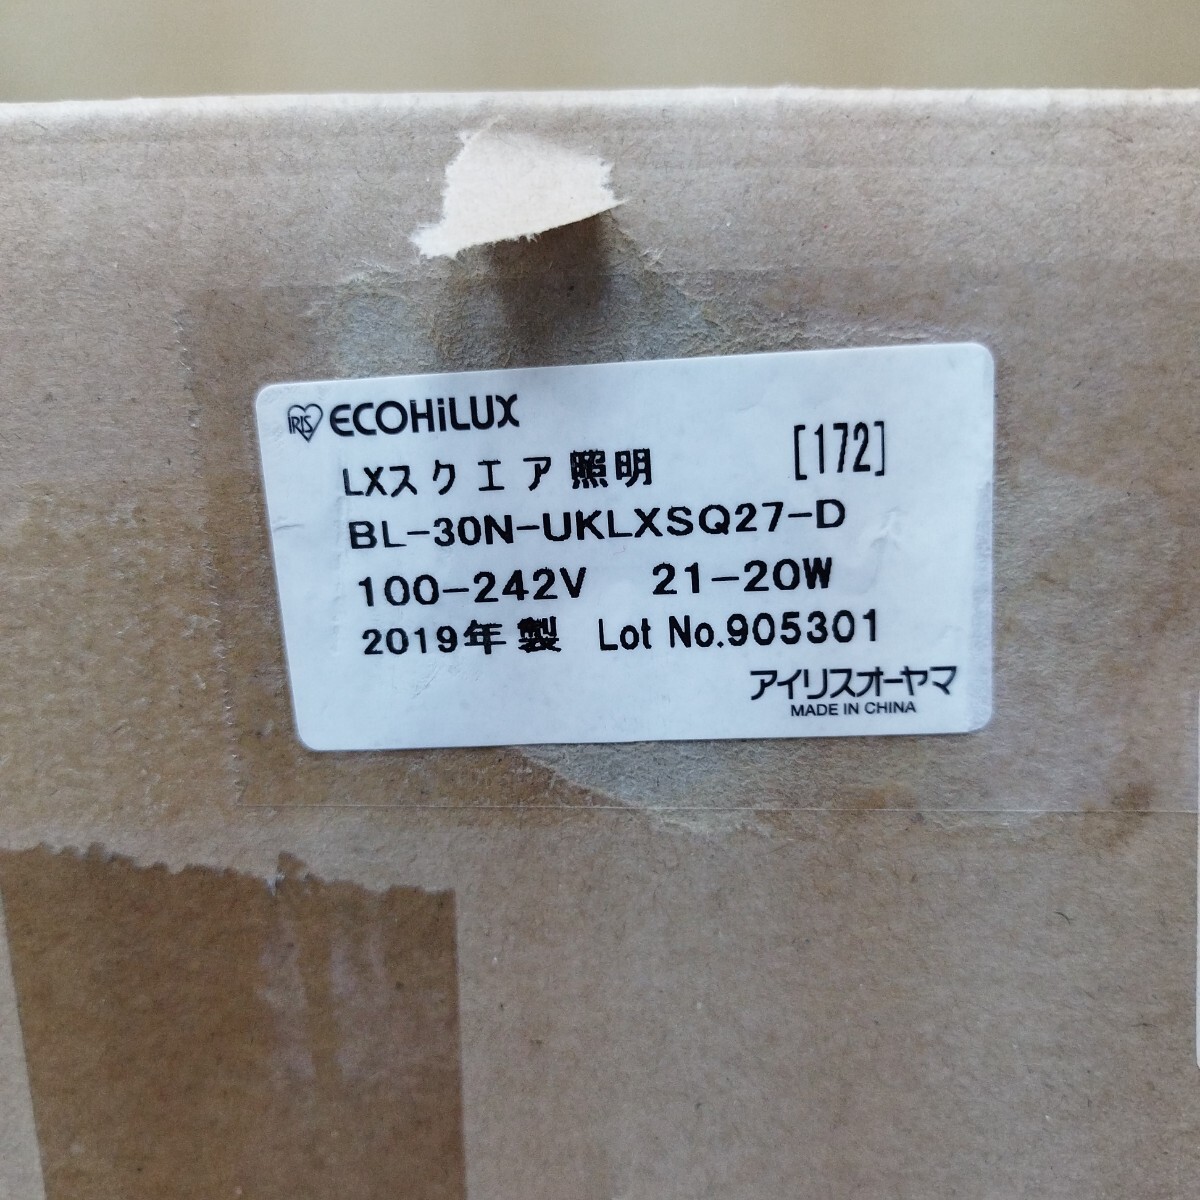 IRIS ECOHiLUX
LXスクエア照明 [172]
BL-30N-UKLXSQ27-D
100-242V 21-20W
2019年製 Lot No.905301
アイリスオーヤマ
MADE IN CHINA